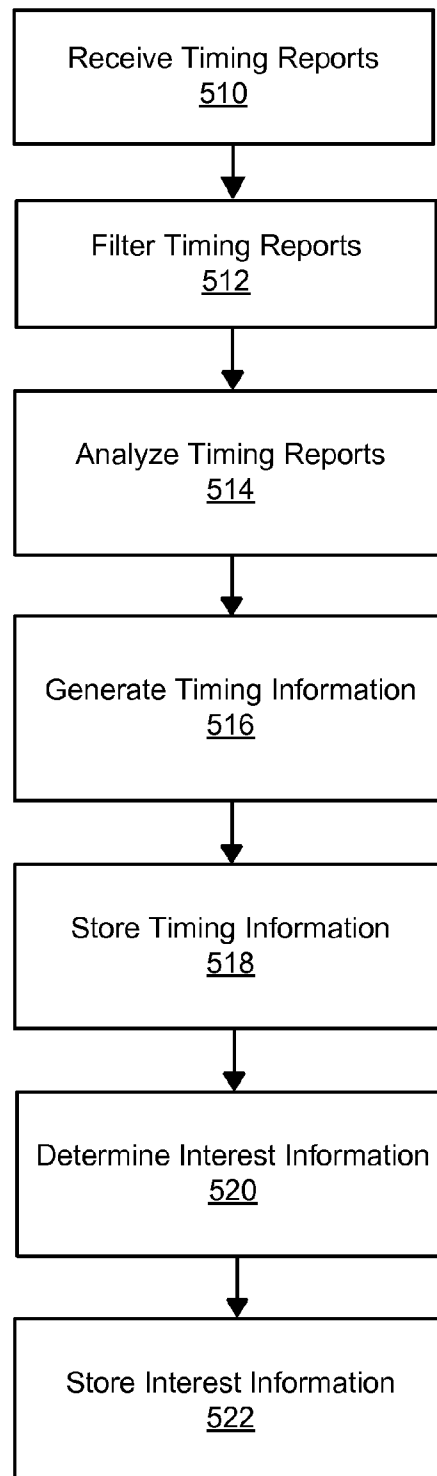 Receive Timing Reports
510
Filter Timing Reports
512
Analyze Timing Reports
514
Generate Timing Information
516
Store Timing Information
518
Determine Interest Information
520
Store Interest Information
522